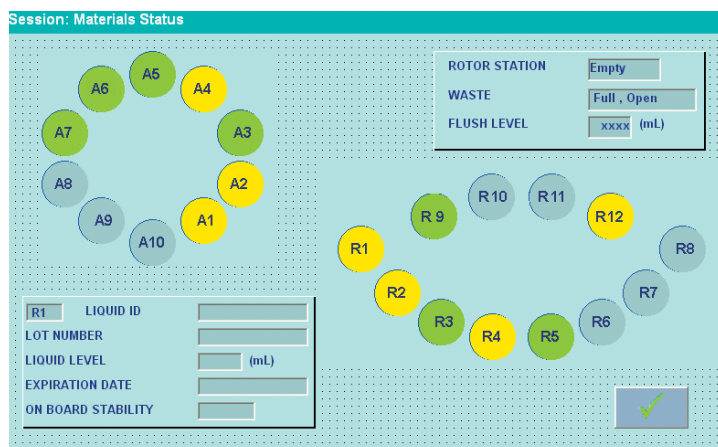 Session: Materials Status
A5
A6
A4
A7
A3
A8
A2
A9
A1
A10
ROTOR STATION Empty
WASTE Full , Open
FLUSH LEVEL xxxx (mL)
R10
R11
R 9
R12
R1
R8
R2
R7
R3
R6
R4
R5
R1 LIQUID ID
LOT NUMBER
LIQUID LEVEL (mL)
EXPIRATION DATE
ON BOARD STABILITY